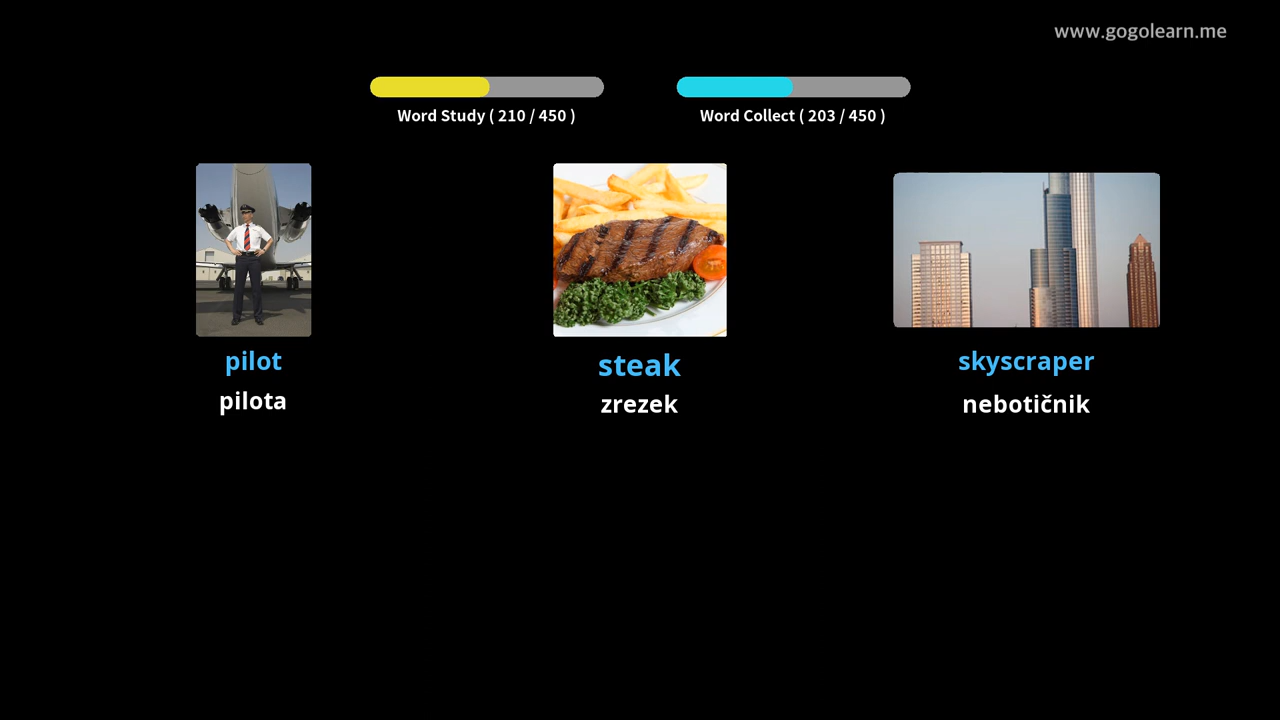 www.gogolearn.me
Word Study ( 210 / 450 )
Word Collect ( 203 / 450 )
pilot
pilota
steak
zrezek
skyscraper
nebotičnik